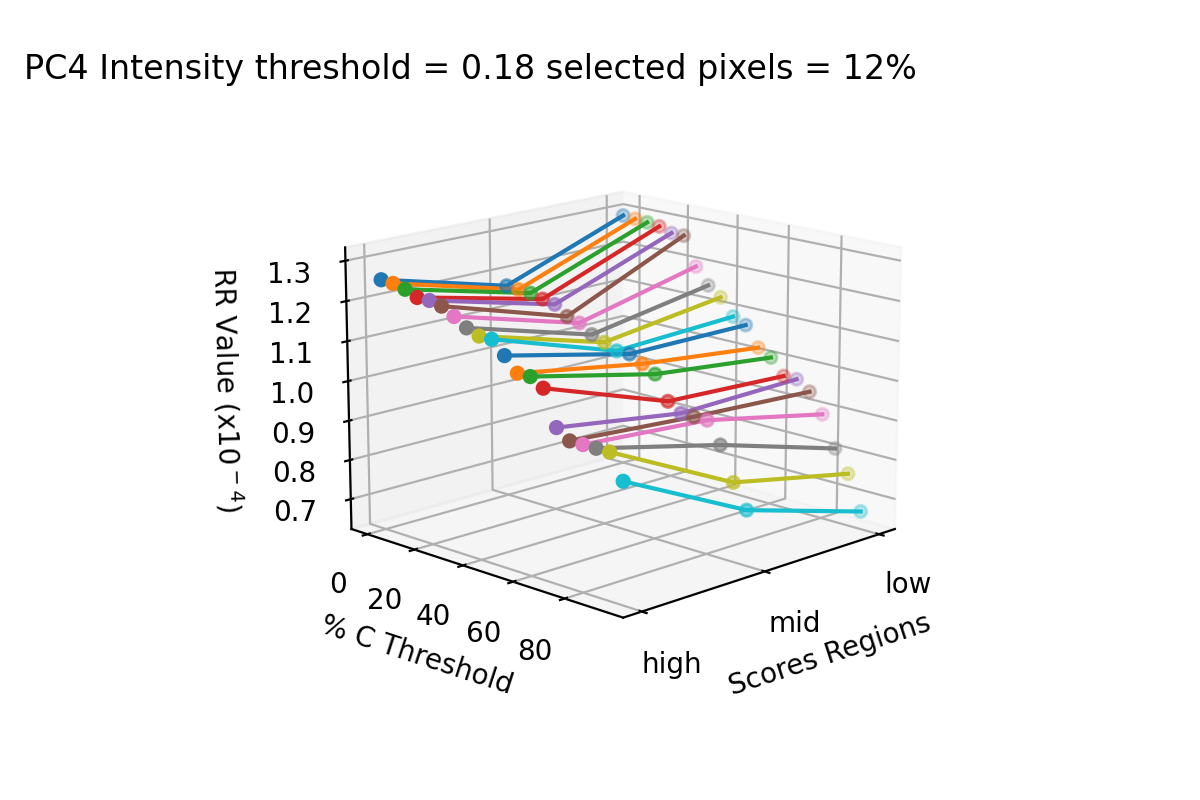 PC4 Intensity threshold = 0.18 selected pixels = 12%
1.3
1.2
1.1
1.0
0.9
0.8
0.7
RR Value (x10⁻⁴)
0
20
40
60
80
% C Threshold
high
mid
low
Scores Regions